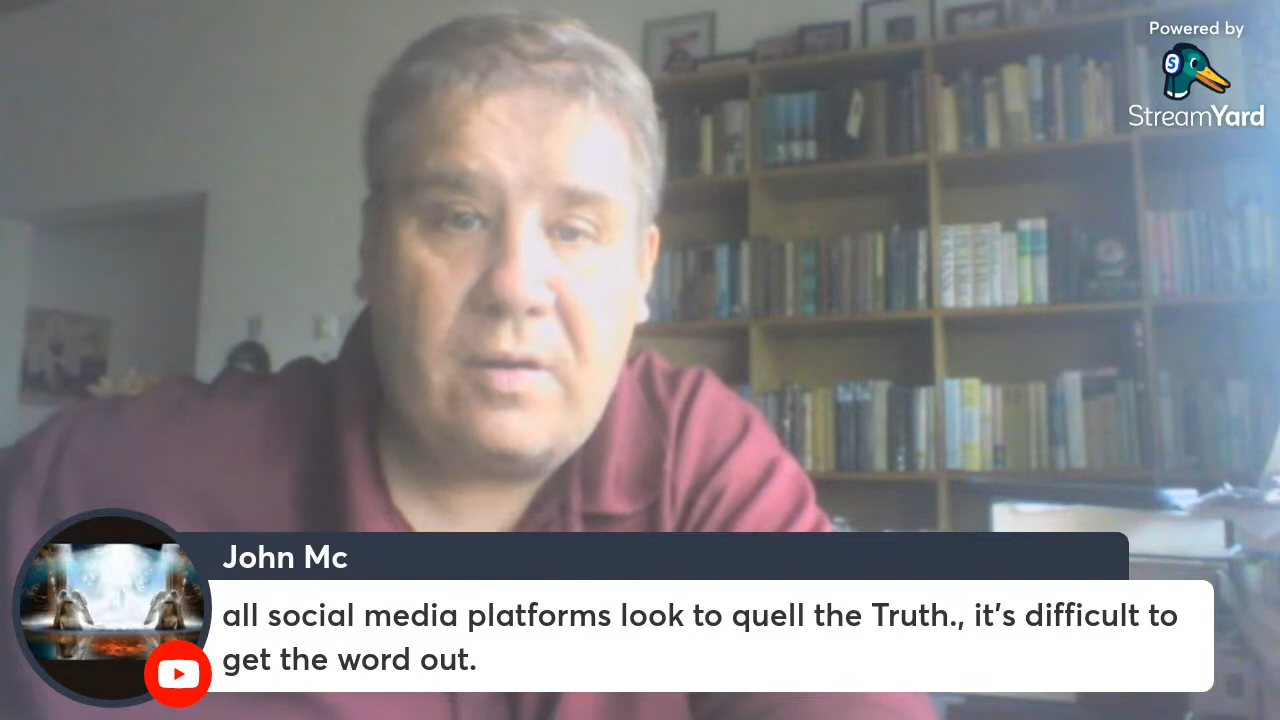 Powered by
S
StreamYard
John Mc
all social media platforms look to quell the Truth., it's difficult to
get the word out.